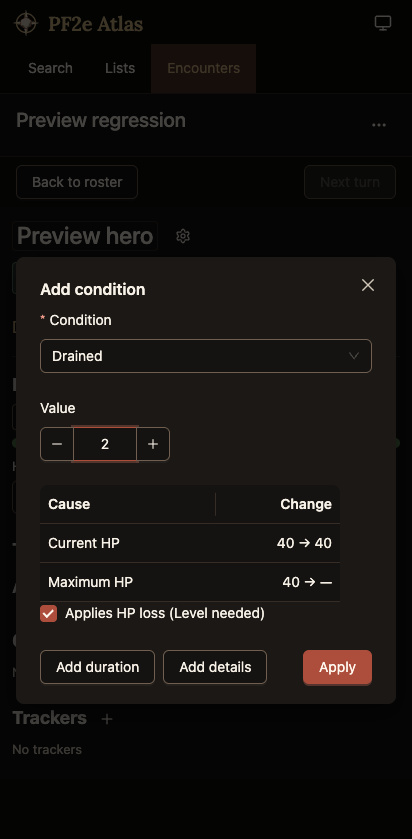 PF2e Atlas
Search Lists Encounters
Preview regression
Back to roster Next turn
Preview hero
Add condition
* Condition
Drained
Value
− 2 +
Cause Change
Current HP 40 → 40
Maximum HP 40 → —
Applies HP loss (Level needed)
Add duration Add details Apply
Trackers +
No trackers